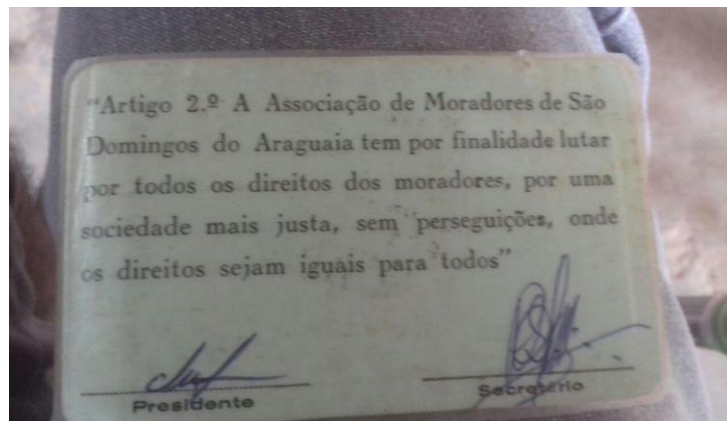 “Artigo 2.º A Associação de Moradores de São
Domingos do Araguaia tem por finalidade lutar
por todos os direitos dos moradores, por uma
sociedade mais justa, sem perseguições, onde
os direitos sejam iguais para todos”
Presidente Secretário